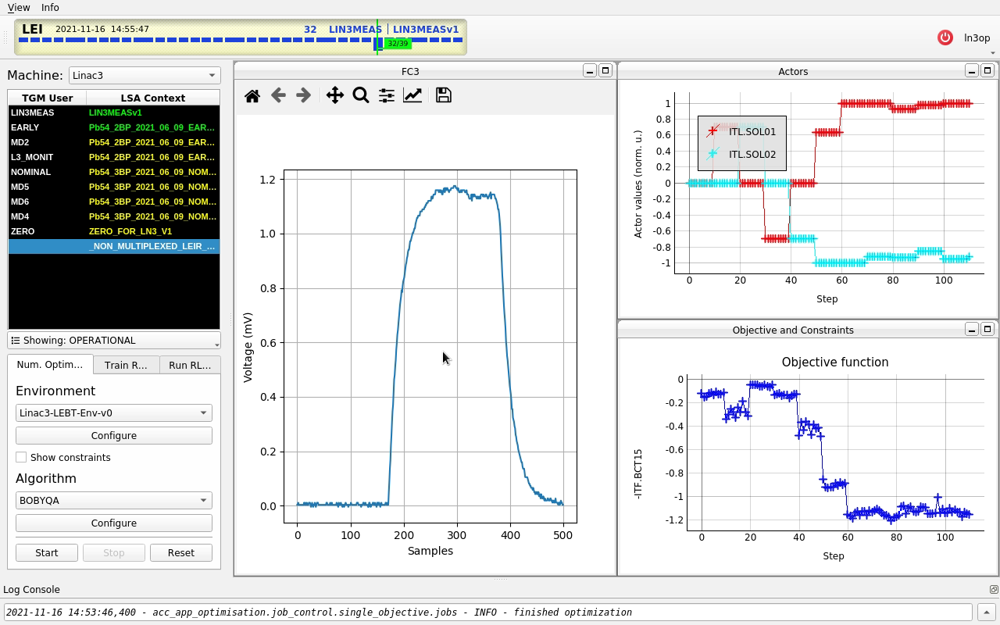 View Info
LEI 2021-11-16 14:55:47 32 LIN3MEAS LIN3MEASv1
32/39
ln3op
Machine: Linac3
TGM User LSA Context
LIN3MEAS LIN3MEASv1
EARLY Pb54_2BP_2021_06_09_EAR...
MD2 Pb54_2BP_2021_06_09_EAR...
L3_MONIT Pb54_2BP_2021_06_09_EAR...
NOMINAL Pb54_3BP_2021_06_09_NOM...
MD5 Pb54_3BP_2021_06_09_NOM...
MD6 Pb54_3BP_2021_06_09_NOM...
MD4 Pb54_3BP_2021_06_09_NOM...
ZERO ZERO_FOR_LN3_V1
_NON_MULTIPLEXED_LEIR_...
Showing: OPERATIONAL
Num. Optim... Train R... Run RL...
Environment
Linac3-LEBT-Env-v0
Configure
Show constraints
Algorithm
BOBYQA
Configure
Start Stop Reset
FC3
1.2
1.0
0.8
0.6
0.4
0.2
0.0
Voltage (mV)
0 100 200 300 400 500
Samples
Actors
1
0.8
0.6
0.4
0.2
0
-0.2
-0.4
-0.6
-0.8
-1
Actor values (norm. u.)
ITL.SOL01
ITL.SOL02
0 20 40 60 80 100
Step
Objective and Constraints
Objective function
0
-0.2
-0.4
-0.6
-0.8
-1
-1.2
-ITF.BCT15
0 20 40 60 80 100
Step
Log Console
2021-11-16 14:53:46,400 - acc_app_optimisation.job_control.single_objective.jobs - INFO - finished optimization